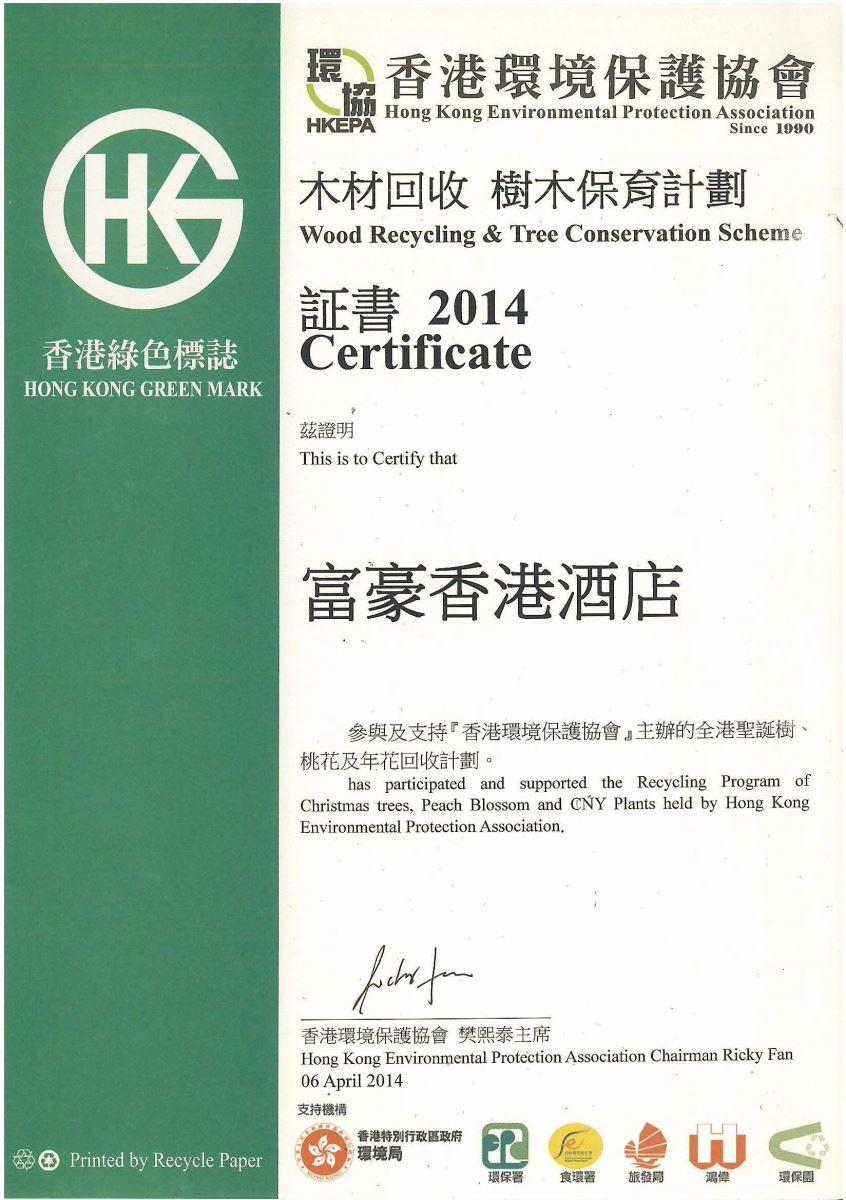 環
協
HKEPA
香港環境保護協會
Hong Kong Environmental Protection Association
Since 1990
HKG
香港綠色標誌
HONG KONG GREEN MARK
木材回收 樹木保育計劃
Wood Recycling & Tree Conservation Scheme
証書 2014
Certificate
茲證明
This is to Certify that
富豪香港酒店
參與及支持『香港環境保護協會』主辦的全港聖誕樹、
桃花及年花回收計劃。
has participated and supported the Recycling Program of
Christmas trees, Peach Blossom and CNY Plants held by Hong Kong
Environmental Protection Association.
香港環境保護協會 樊熙泰主席
Hong Kong Environmental Protection Association Chairman Ricky Fan
06 April 2014
支持機構
香港特別行政區政府
環境局
環保署
食環署
旅發局
鴻偉
環保園
Printed by Recycle Paper